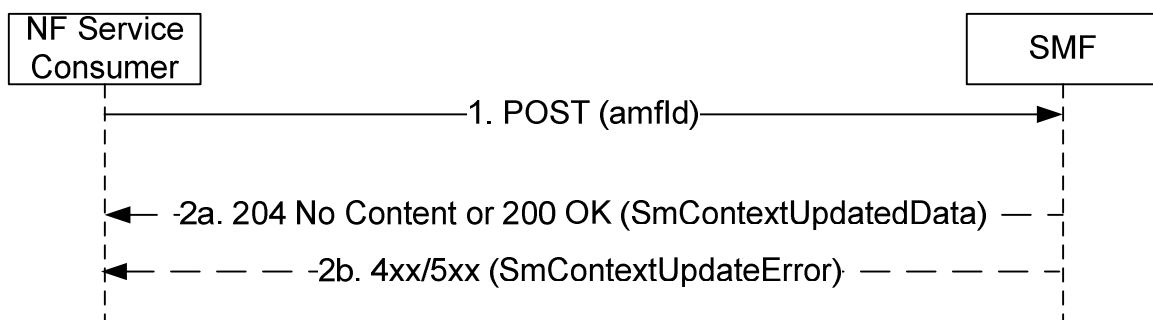 NF Service
Consumer
SMF
1. POST (amfId)
2a. 204 No Content or 200 OK (SmContextUpdatedData)
2b. 4xx/5xx (SmContextUpdateError)